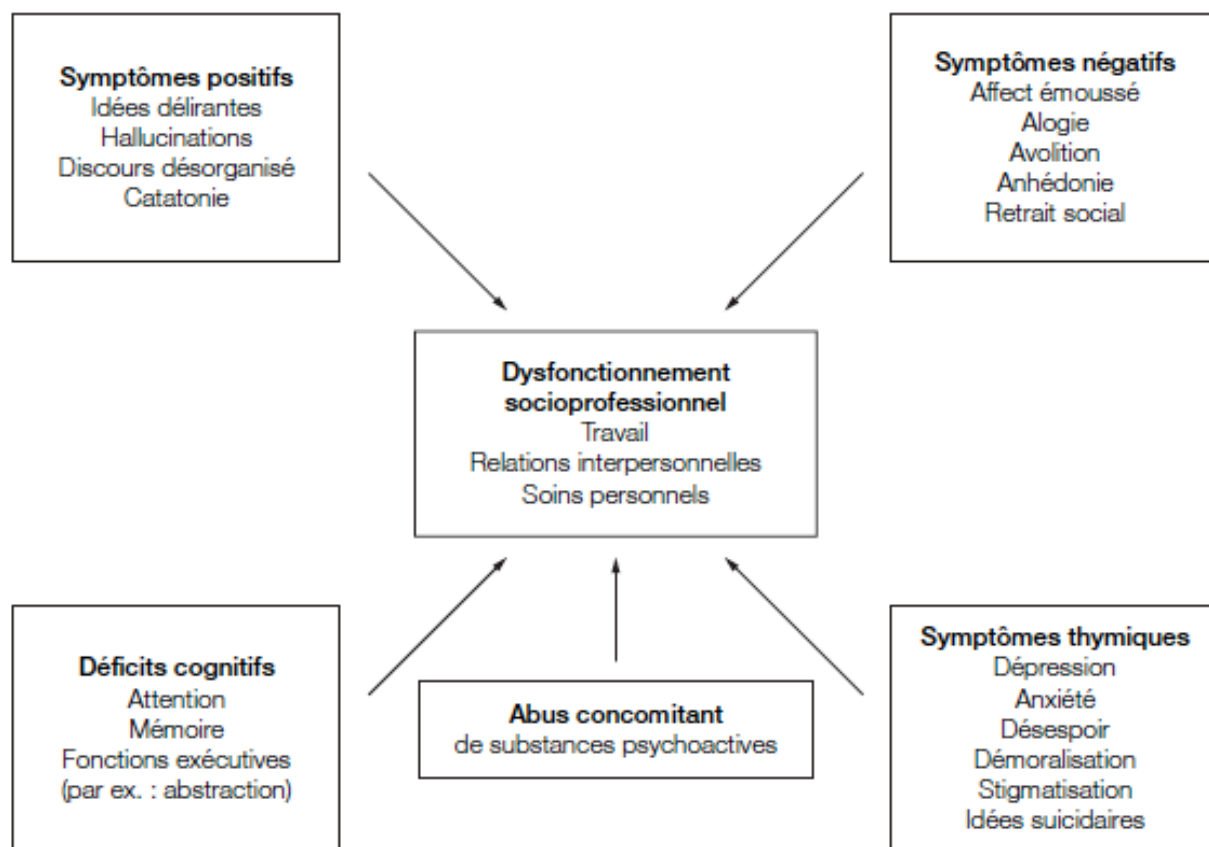 Symptômes positifs
Idées délirantes
Hallucinations
Discours désorganisé
Catatonie
Symptômes négatifs
Affect émoussé
Alogie
Avolition
Anhédonie
Retrait social
Dysfonctionnement
socioprofessionnel
Travail
Relations interpersonnelles
Soins personnels
Déficits cognitifs
Attention
Mémoire
Fonctions exécutives
(par ex. : abstraction)
Abus concomitant
de substances psychoactives
Symptômes thymiques
Dépression
Anxiété
Désespoir
Démoralisation
Stigmatisation
Idées suicidaires